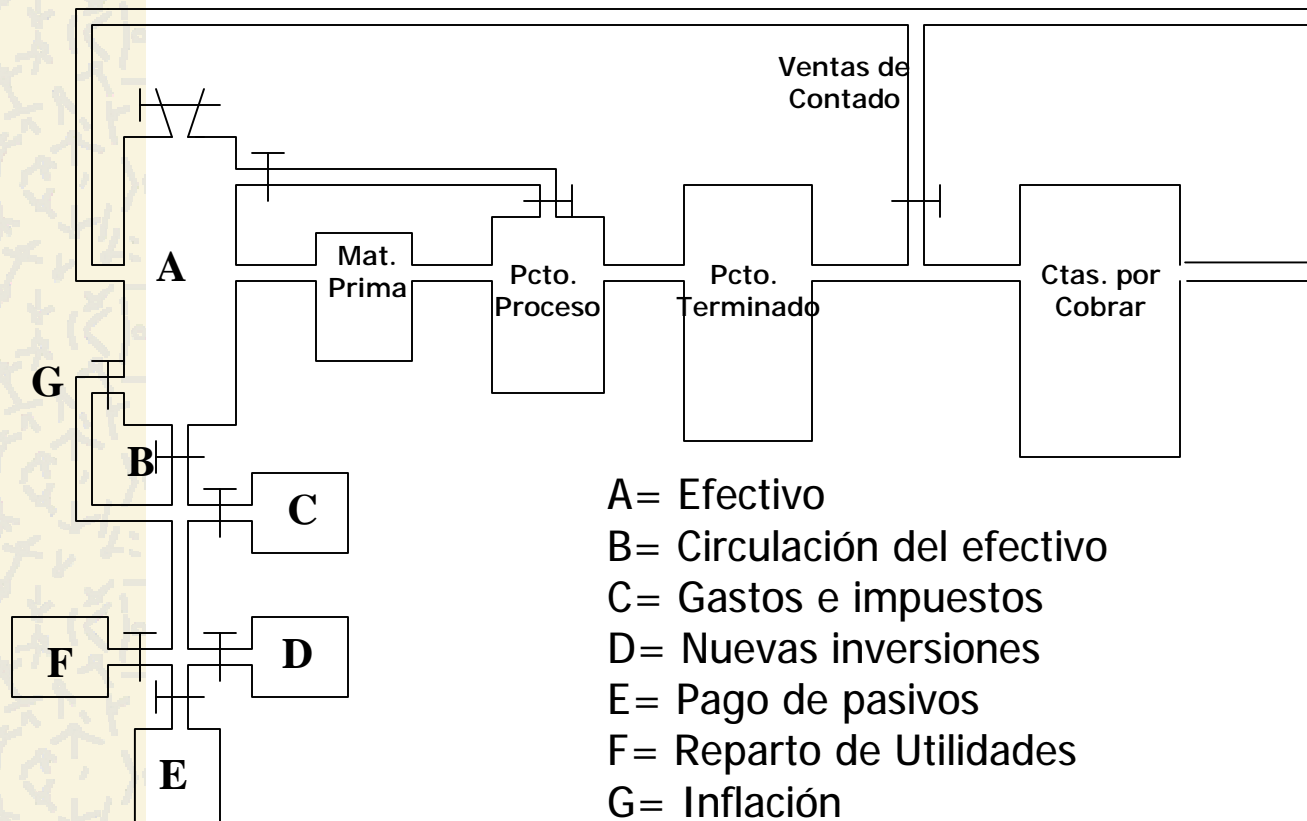 Ventas de
Contado
A
Mat.
Prima
Pcto.
Proceso
Pcto.
Terminado
Ctas. por
Cobrar
G
B
C
F
D
E
A= Efectivo
B= Circulación del efectivo
C= Gastos e impuestos
D= Nuevas inversiones
E= Pago de pasivos
F= Reparto de Utilidades
G= Inflación